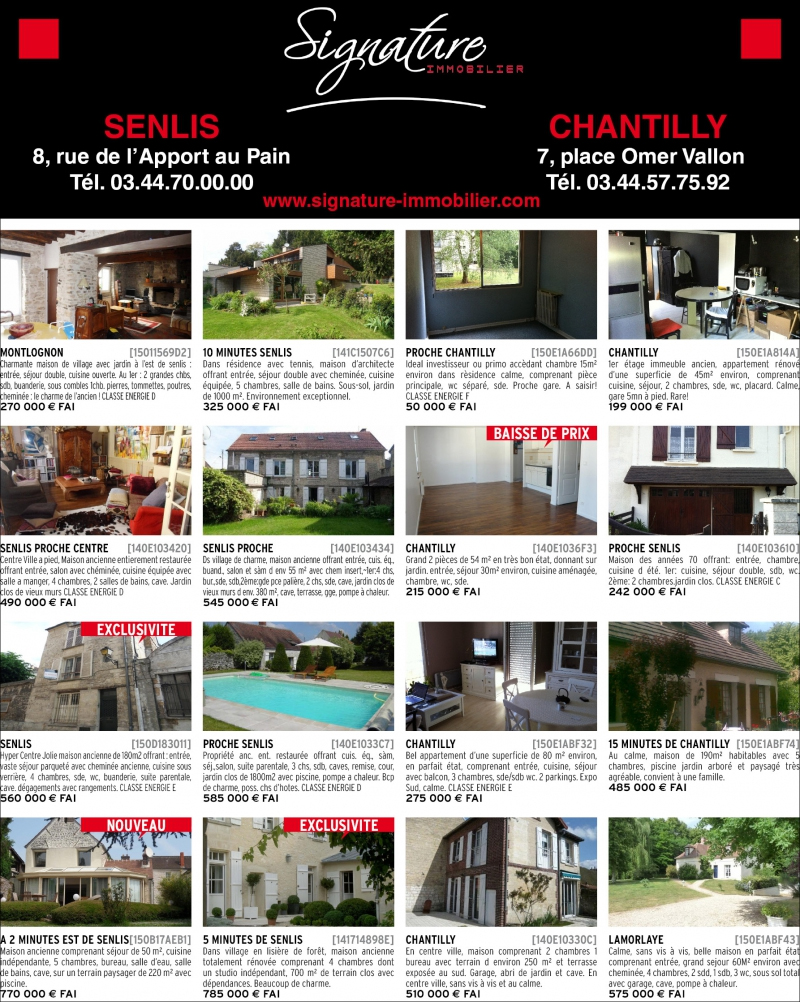 Signature
IMMOBILIER
SENLIS
8, rue de l'Apport au Pain
Tél. 03.44.70.00.00
CHANTILLY
7, place Omer Vallon
Tél. 03.44.57.75.92
www.signature-immobilier.com
MONTLOGNON [15011569D2]
Charmante maison de village avec jardin à l'est de senlis :
entrée, séjour double, cuisine ouverte. Au 1er : 2 grandes chbs,
sdb, buanderie, sous combles 1chb. pierres, tommettes, poutres,
cheminée : le charme de l'ancien ! CLASSE ENERGIE D
270 000 € FAI
10 MINUTES SENLIS [141C1507C6]
Dans résidence avec tennis, maison d'architecte
offrant entrée, séjour double avec cheminée, cuisine
équipée, 5 chambres, salle de bains. Sous-sol, jardin
de 1000 m². Environnement exceptionnel.
325 000 € FAI
PROCHE CHANTILLY [150E1A66DD]
Ideal investisseur ou primo accèdant chambre 15m²
environ dans rèsidence calme, comprenant pièce
principale, wc séparé, sde. Proche gare. A saisir!
CLASSE ENERGIE F
50 000 € FAI
CHANTILLY [150E1A814A]
1er étage immeuble ancien, appartement rénové
d'une superficie de 45m² environ, comprenant
cuisine, séjour, 2 chambres, sde, wc, placard. Calme,
gare 5mn à pied. Rare!
199 000 € FAI
SENLIS PROCHE CENTRE [140E103420]
Centre Ville a pied, Maison ancienne entierement restaurée
offrant entrée, salon avec chéminée, cuisine équipée avec
salle a manger, 4 chambres, 2 salles de bains, cave. Jardin
clos de vieux murs CLASSE ENERGIE D
490 000 € FAI
SENLIS PROCHE [140E103434]
Ds village de charme, maison ancienne offrant entrée, cuis. éq.,
buand., salon et sàm d env 55 m² avec chem insert,-1er:4 chs,
bur,sde, sdb,2ème:gde pce palière, 2 chs, sde, cave, jardin clos de
vieux murs d env. 380 m², cave, terrasse, gge, pompe à chaleur.
545 000 € FAI
BAISSE DE PRIX
CHANTILLY [140E1036F3]
Grand 2 pièces de 54 m² en très bon état, donnant sur
jardin. entrée, séjour 30m² environ, cuisine aménagée,
chambre, wc, sde.
215 000 € FAI
PROCHE SENLIS [140E103610]
Maison des années 70 offrant: entrée, chambre,
cuisine d été. 1er: cuisine, séjour double, sdb, wc,
2ème: 2 chambres.jardin clos. CLASSE ENERGIE C
242 000 € FAI
EXCLUSIVITE
SENLIS [150D183011]
Hyper Centre Jolie maison ancienne de 180m2 offrant : entrée,
vaste séjour parqueté avec cheminée ancienne, cuisine sous
verrière, 4 chambres, sde, wc, buanderie, suite parentale,
cave. dégagements avec rangements. CLASSE ENERGIE E
560 000 € FAI
PROCHE SENLIS [140E1033C7]
Propriété anc. ent. restaurée offrant cuis. éq., sàm,
séj.,salon, suite parentale, 3 chs, sdb, caves, remise, cour,
jardin clos de 1800m2 avec piscine, pompe a chaleur. Bcp
de charme, poss. chs d'hotes. CLASSE ENERGIE D
585 000 € FAI
CHANTILLY [150E1ABF32]
Bel appartement d'une superficie de 80 m² environ,
en parfait état, comprenant entrée, cuisine, séjour
avec balcon, 3 chambres, sde/sdb wc. 2 parkings. Expo
Sud, calme. CLASSE ENERGIE E
275 000 € FAI
15 MINUTES DE CHANTILLY [150E1ABF74]
Au calme, maison de 190m² habitables avec 5
chambres, piscine jardin arboré et paysagé très
agréable, convient à une famille.
485 000 € FAI
NOUVEAU
A 2 MINUTES EST DE SENLIS[150B17AEB1]
Maison ancienne comprenant séjour de 50 m², cuisine
indépendante, 5 chambres, bureau, salle d'eau, salle
de bains, cave, sur un terrain paysager de 220 m² avec
piscine.
770 000 € FAI
EXCLUSIVITE
5 MINUTES DE SENLIS [141714898E]
Dans village en lisière de forêt, maison ancienne
totalement rénovée comprenant 4 chambres dont
un studio indépendant, 700 m² de terrain clos avec
dépendances. Beaucoup de charme.
785 000 € FAI
CHANTILLY [140E10330C]
En centre ville, maison comprenant 2 chambres 1
bureau avec terrain d environ 250 m² et terrasse
exposée au sud. Garage, abri de jardin et cave. En
centre ville, sans vis à vis et au calme.
510 000 € FAI
LAMORLAYE [150E1ABF43]
Calme, sans vis à vis, belle maison en parfait état
comprenant entrée, grand sejour 60M² environ avec
cheminée, 4 chambres, 2 sdd, 1 sdb, 3 wc, sous sol total
avec garage, cave, pompe à chaleur.
575 000 € FAI